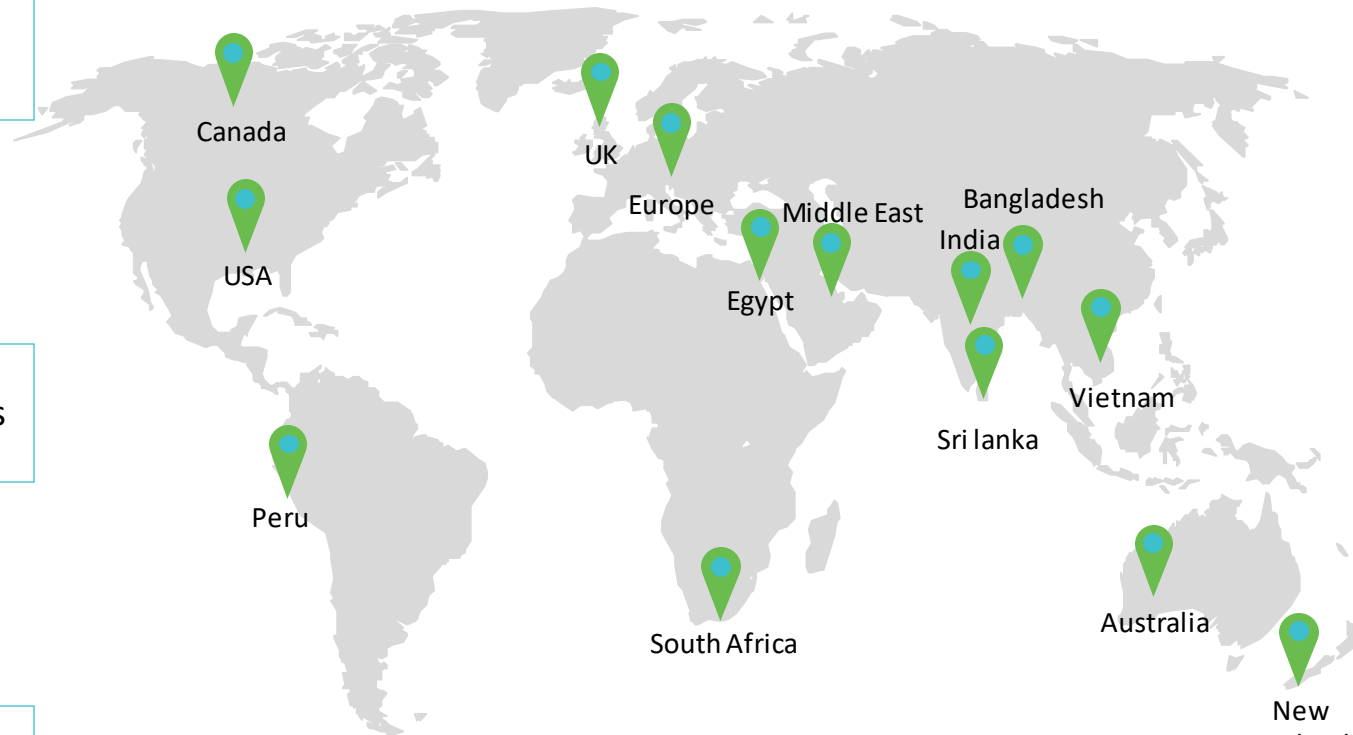 Canada
UK
Europe
Middle East
Bangladesh
India
USA
Egypt
Vietnam
Sri lanka
s
Peru
South Africa
Australia
New